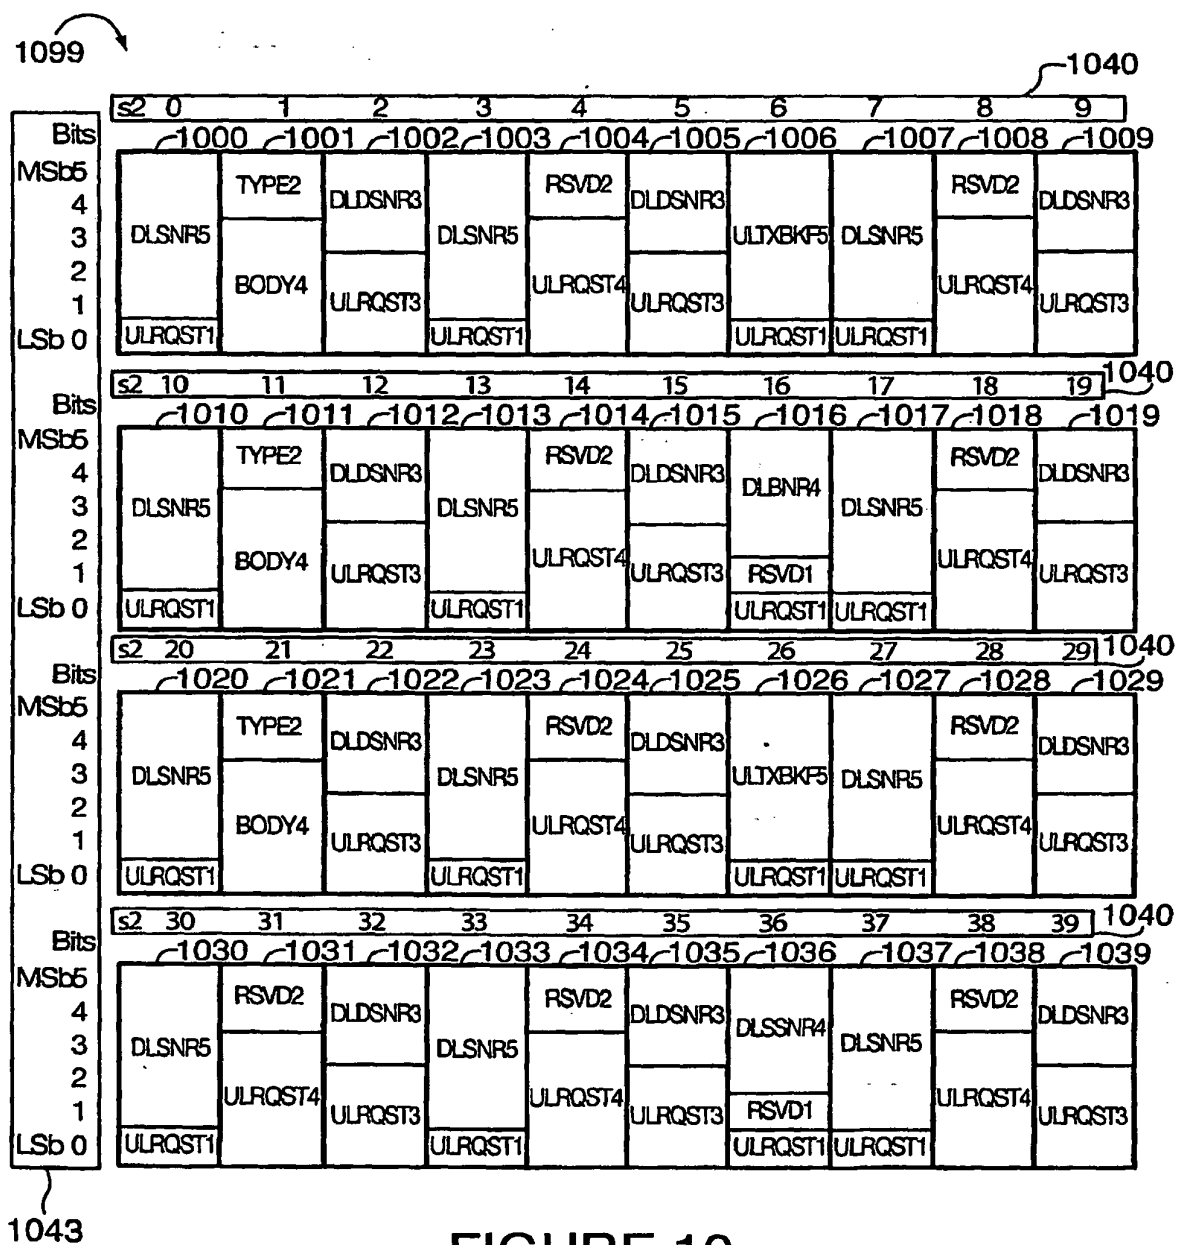 1099
1040
s2 0 1 2 3 4 5 6 7 8 9
Bits 1000 1001 1002 1003 1004 1005 1006 1007 1008 1009
MSb5
4
3
2
1
LSb 0
DLSNR5 TYPE2 DLDSNR3 DLSNR5 RSVD2 DLDSNR3 ULTXBKF5 DLSNR5 RSVD2 DLDSNR3
BODY4 ULRQST3 ULRQST4 ULRQST3 ULRQST4 ULRQST3
ULRQST1 ULRQST1 ULRQST1 ULRQST1
s2 10 11 12 13 14 15 16 17 18 19 1040
Bits 1010 1011 1012 1013 1014 1015 1016 1017 1018 1019
MSb5
4
3
2
1
LSb 0
DLSNR5 TYPE2 DLDSNR3 DLSNR5 RSVD2 DLDSNR3 DLBNR4 DLSNR5 RSVD2 DLDSNR3
BODY4 ULRQST3 ULRQST4 ULRQST3 RSVD1 ULRQST4 ULRQST3
ULRQST1 ULRQST1 ULRQST1 ULRQST1
s2 20 21 22 23 24 25 26 27 28 29 1040
Bits 1020 1021 1022 1023 1024 1025 1026 1027 1028 1029
MSb5
4
3
2
1
LSb 0
DLSNR5 TYPE2 DLDSNR3 DLSNR5 RSVD2 DLDSNR3 ULTXBKF5 DLSNR5 RSVD2 DLDSNR3
BODY4 ULRQST3 ULRQST4 ULRQST3 ULRQST4 ULRQST3
ULRQST1 ULRQST1 ULRQST1 ULRQST1
s2 30 31 32 33 34 35 36 37 38 39 1040
Bits 1030 1031 1032 1033 1034 1035 1036 1037 1038 1039
MSb5
4
3
2
1
LSb 0
DLSNR5 RSVD2 DLDSNR3 DLSNR5 RSVD2 DLDSNR3 DLSSNR4 DLSNR5 RSVD2 DLDSNR3
ULRQST4 ULRQST3 ULRQST4 ULRQST3 RSVD1 ULRQST4 ULRQST3
ULRQST1 ULRQST1 ULRQST1 ULRQST1
1043
FIGURE 10